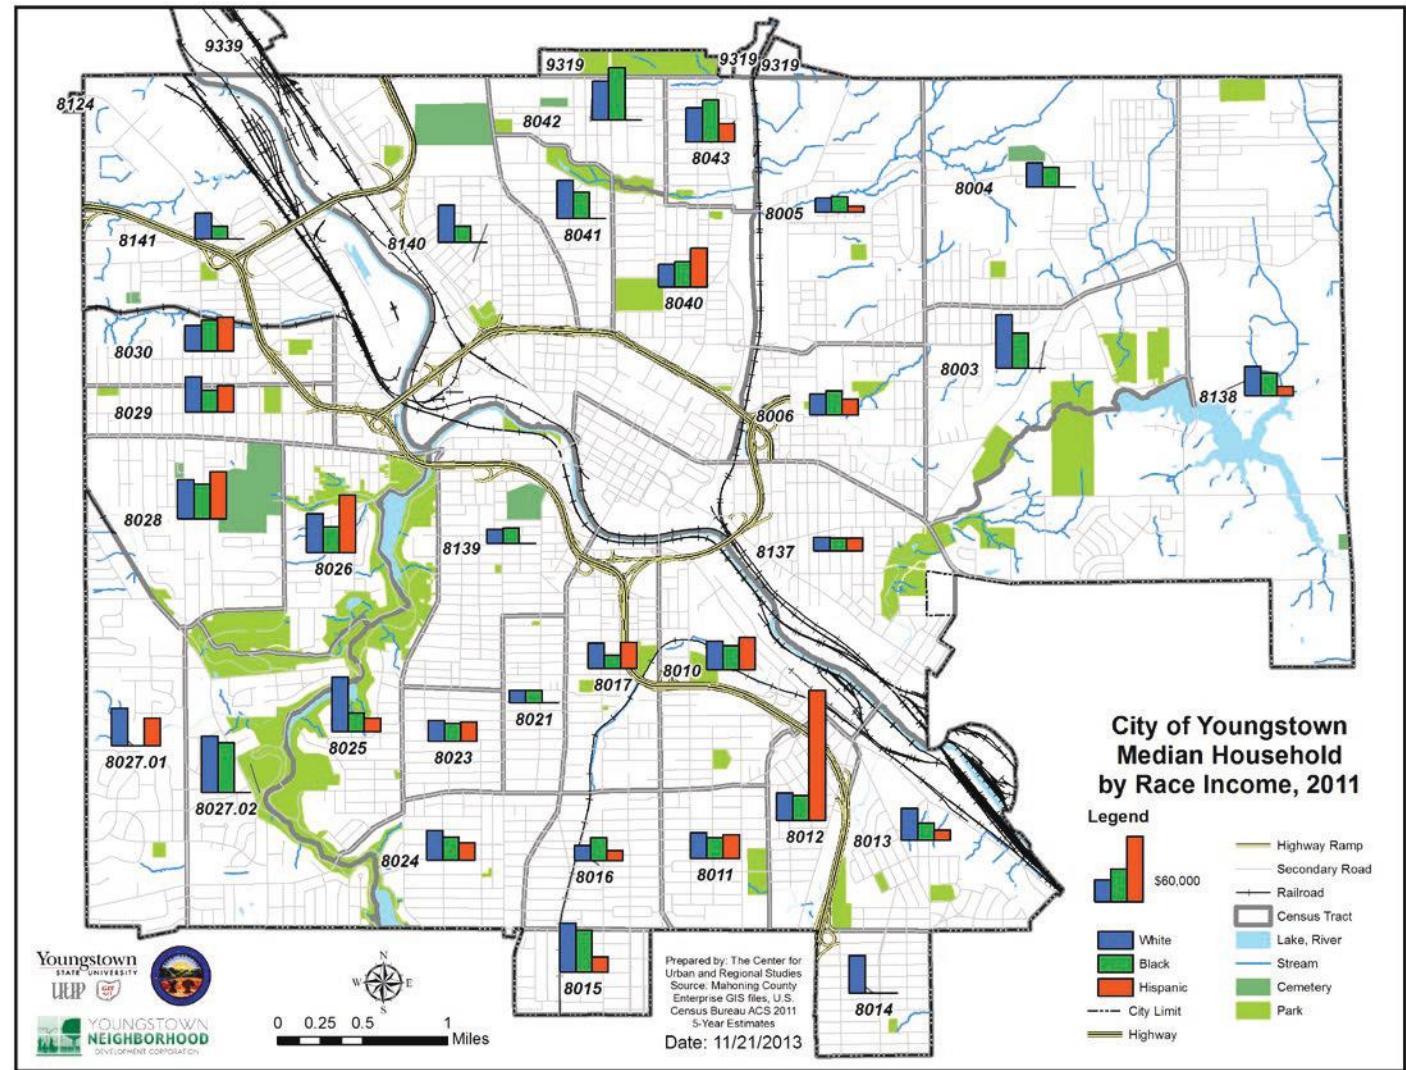 9339
9319
9319
9319
8124
8042
8043
8004
8005
8041
8141
8140
8040
8030
8003
8029
8138
8006
8028
8139
8137
8026
8017
8010
8021
8025
8023
8027.01
8027.02
8012
8013
8024
8016
8011
8015
8014
City of Youngstown
Median Household
by Race Income, 2011
Legend
$60,000
White
Black
Hispanic
City Limit
Highway
Highway Ramp
Secondary Road
Railroad
Census Tract
Lake, River
Stream
Cemetery
Park
Youngstown
STATE UNIVERSITY
YOUNGSTOWN
NEIGHBORHOOD
DEVELOPMENT CORPORATION
N
W E
S
0 0.25 0.5 1
Miles
Prepared by: The Center for
Urban and Regional Studies
Source: Mahoning County
Enterprise GIS files, U.S.
Census Bureau ACS 2011
5-Year Estimates
Date: 11/21/2013